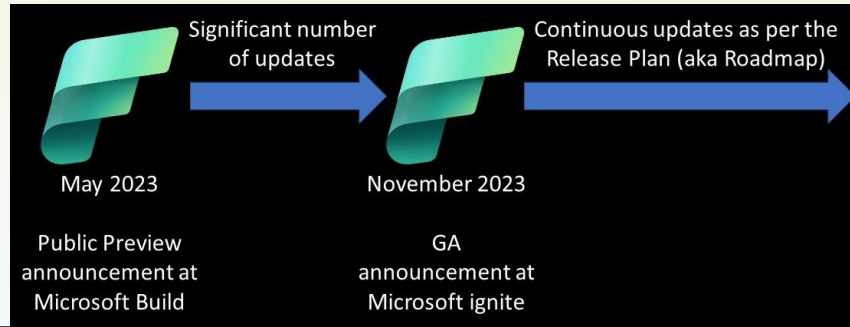 Significant number
of updates
Continuous updates as per the
Release Plan (aka Roadmap)
May 2023
November 2023
Public Preview
announcement at
Microsoft Build
GA
announcement at
Microsoft ignite